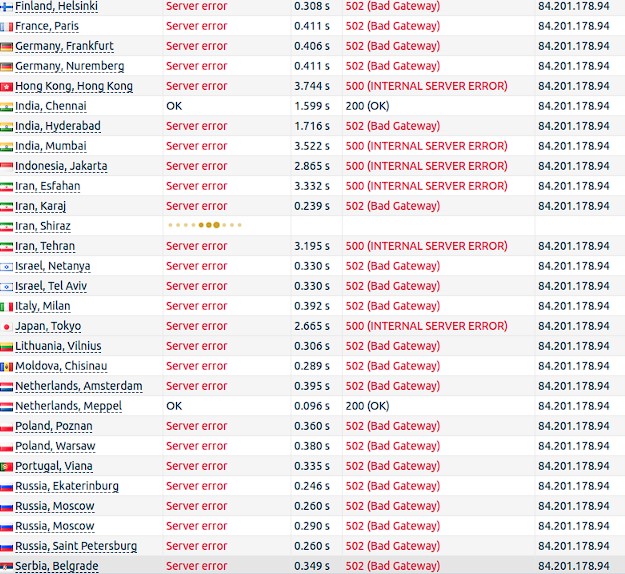 Finland, Helsinki Server error 0.308 s 502 (Bad Gateway) 84.201.178.94
France, Paris Server error 0.411 s 502 (Bad Gateway) 84.201.178.94
Germany, Frankfurt Server error 0.406 s 502 (Bad Gateway) 84.201.178.94
Germany, Nuremberg Server error 0.411 s 502 (Bad Gateway) 84.201.178.94
Hong Kong, Hong Kong Server error 3.744 s 500 (INTERNAL SERVER ERROR) 84.201.178.94
India, Chennai OK 1.599 s 200 (OK) 84.201.178.94
India, Hyderabad Server error 1.716 s 502 (Bad Gateway) 84.201.178.94
India, Mumbai Server error 3.522 s 500 (INTERNAL SERVER ERROR) 84.201.178.94
Indonesia, Jakarta Server error 2.865 s 500 (INTERNAL SERVER ERROR) 84.201.178.94
Iran, Esfahan Server error 3.332 s 500 (INTERNAL SERVER ERROR) 84.201.178.94
Iran, Karaj Server error 0.239 s 502 (Bad Gateway) 84.201.178.94
Iran, Shiraz
Iran, Tehran Server error 3.195 s 500 (INTERNAL SERVER ERROR) 84.201.178.94
Israel, Netanya Server error 0.330 s 502 (Bad Gateway) 84.201.178.94
Israel, Tel Aviv Server error 0.330 s 502 (Bad Gateway) 84.201.178.94
Italy, Milan Server error 0.392 s 502 (Bad Gateway) 84.201.178.94
Japan, Tokyo Server error 2.665 s 500 (INTERNAL SERVER ERROR) 84.201.178.94
Lithuania, Vilnius Server error 0.306 s 502 (Bad Gateway) 84.201.178.94
Moldova, Chisinau Server error 0.289 s 502 (Bad Gateway) 84.201.178.94
Netherlands, Amsterdam Server error 0.395 s 502 (Bad Gateway) 84.201.178.94
Netherlands, Meppel OK 0.096 s 200 (OK) 84.201.178.94
Poland, Poznan Server error 0.360 s 502 (Bad Gateway) 84.201.178.94
Poland, Warsaw Server error 0.380 s 502 (Bad Gateway) 84.201.178.94
Portugal, Viana Server error 0.335 s 502 (Bad Gateway) 84.201.178.94
Russia, Ekaterinburg Server error 0.246 s 502 (Bad Gateway) 84.201.178.94
Russia, Moscow Server error 0.260 s 502 (Bad Gateway) 84.201.178.94
Russia, Moscow Server error 0.290 s 502 (Bad Gateway) 84.201.178.94
Russia, Saint Petersburg Server error 0.260 s 502 (Bad Gateway) 84.201.178.94
Serbia, Belgrade Server error 0.349 s 502 (Bad Gateway) 84.201.178.94